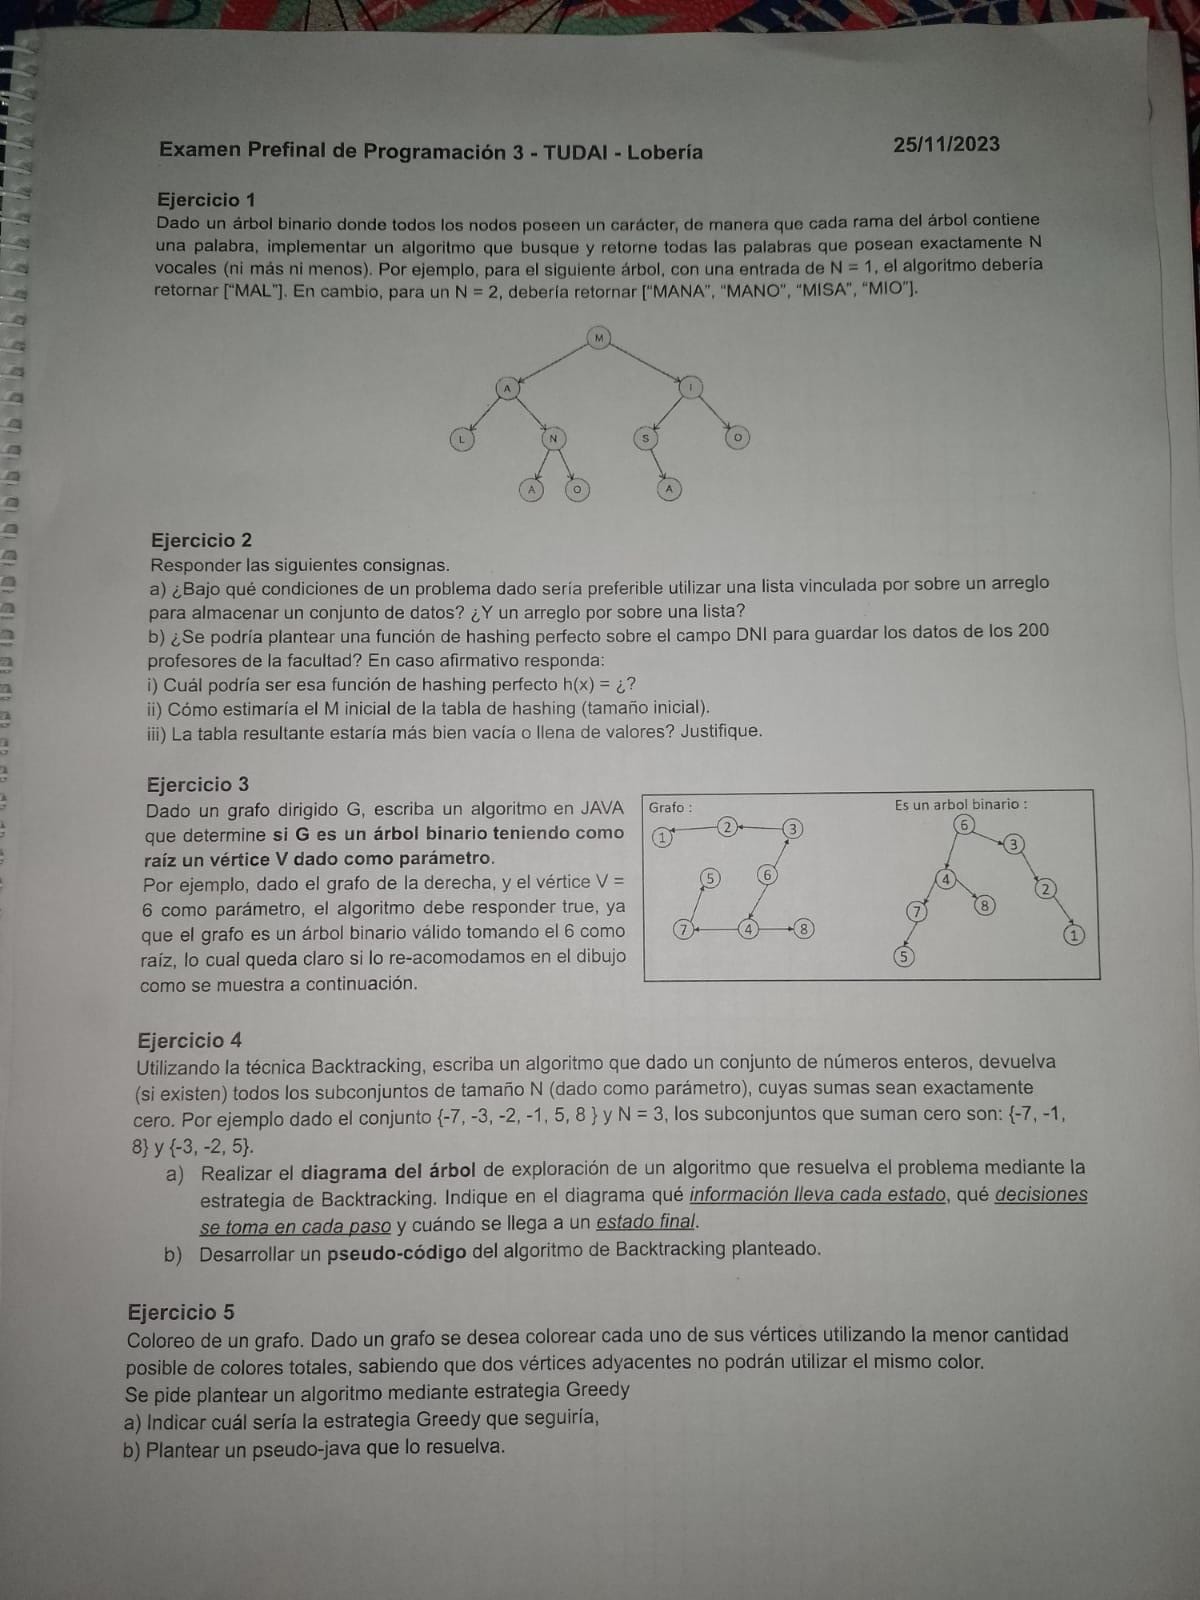 Examen Prefinal de Programación 3 - TUDAI - Lobería 25/11/2023
Ejercicio 1
Dado un árbol binario donde todos los nodos poseen un carácter, de manera que cada rama del árbol contiene
una palabra, implementar un algoritmo que busque y retorne todas las palabras que posean exactamente N
vocales (ni más ni menos). Por ejemplo, para el siguiente árbol, con una entrada de N = 1, el algoritmo debería
retornar ["MAL"]. En cambio, para un N = 2, debería retornar ["MANA", "MANO", "MISA", "MIO"].
M
A I
L N S O
A O A
Ejercicio 2
Responder las siguientes consignas.
a) ¿Bajo qué condiciones de un problema dado sería preferible utilizar una lista vinculada por sobre un arreglo
para almacenar un conjunto de datos? ¿Y un arreglo por sobre una lista?
b) ¿Se podría plantear una función de hashing perfecto sobre el campo DNI para guardar los datos de los 200
profesores de la facultad? En caso afirmativo responda:
i) Cuál podría ser esa función de hashing perfecto h(x) = ¿?
ii) Cómo estimaría el M inicial de la tabla de hashing (tamaño inicial).
iii) La tabla resultante estaría más bien vacía o llena de valores? Justifique.
Ejercicio 3
Dado un grafo dirigido G, escriba un algoritmo en JAVA
que determine si G es un árbol binario teniendo como
raíz un vértice V dado como parámetro.
Por ejemplo, dado el grafo de la derecha, y el vértice V =
6 como parámetro, el algoritmo debe responder true, ya
que el grafo es un árbol binario válido tomando el 6 como
raíz, lo cual queda claro si lo re-acomodamos en el dibujo
como se muestra a continuación.
Grafo :
1 2 3
5 6
7 4 8
Es un arbol binario :
6
3
4 2
7 8
1
5
Ejercicio 4
Utilizando la técnica Backtracking, escriba un algoritmo que dado un conjunto de números enteros, devuelva
(si existen) todos los subconjuntos de tamaño N (dado como parámetro), cuyas sumas sean exactamente
cero. Por ejemplo dado el conjunto {-7, -3, -2, -1, 5, 8 } y N = 3, los subconjuntos que suman cero son: {-7, -1,
8} y {-3, -2, 5}.
a) Realizar el diagrama del árbol de exploración de un algoritmo que resuelva el problema mediante la
estrategia de Backtracking. Indique en el diagrama qué información lleva cada estado, qué decisiones
se toma en cada paso y cuándo se llega a un estado final.
b) Desarrollar un pseudo-código del algoritmo de Backtracking planteado.
Ejercicio 5
Coloreo de un grafo. Dado un grafo se desea colorear cada uno de sus vértices utilizando la menor cantidad
posible de colores totales, sabiendo que dos vértices adyacentes no podrán utilizar el mismo color.
Se pide plantear un algoritmo mediante estrategia Greedy
a) Indicar cuál sería la estrategia Greedy que seguiría,
b) Plantear un pseudo-java que lo resuelva.